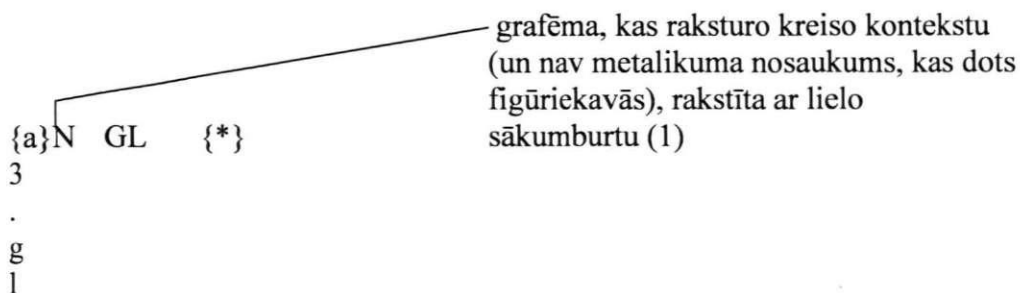 grafēma, kas raksturo kreiso kontekstu
(un nav metalikuma nosaukums, kas dots
figūriekavās), rakstīta ar lielo
{a}N GL {*} sākumburtu (1)
3
.
g
l